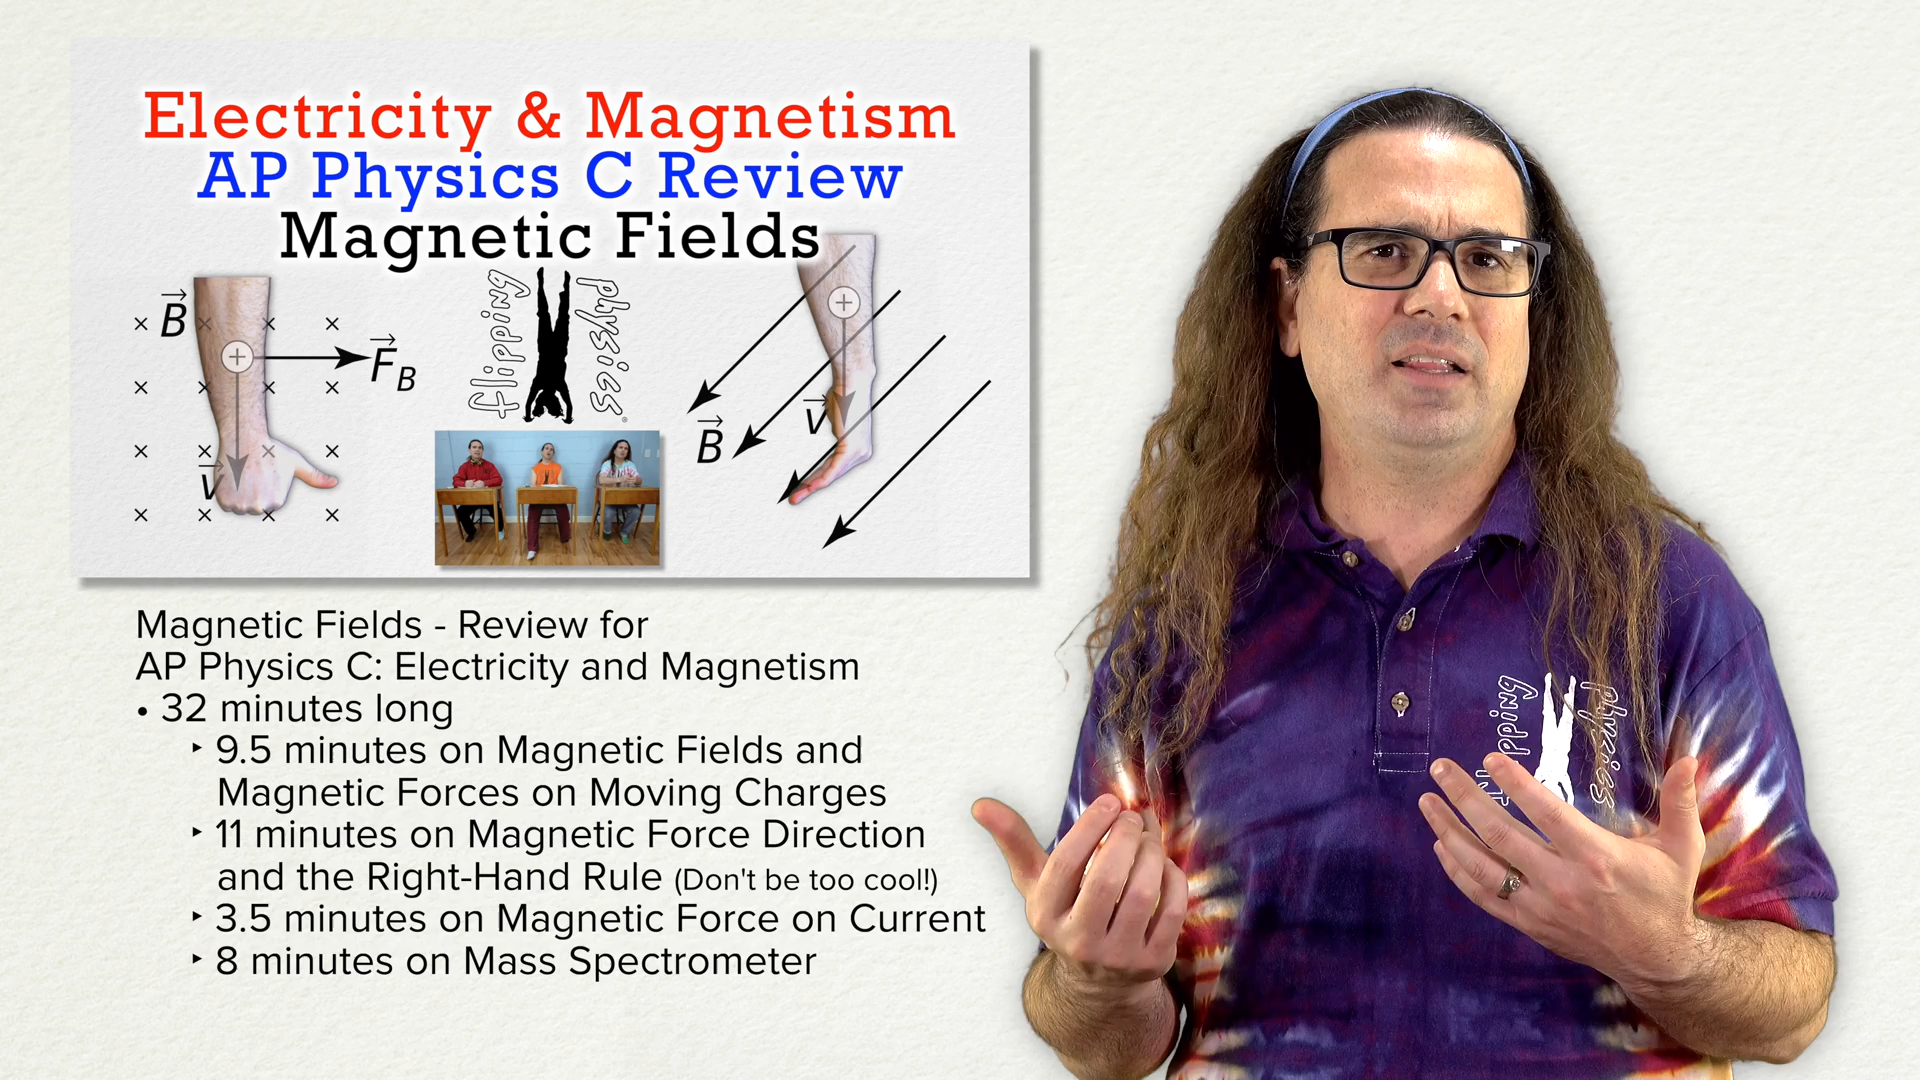 Electricity & Magnetism
AP Physics C Review
Magnetic Fields
flipping physics
B
F B
v
B
v
Magnetic Fields - Review for
AP Physics C: Electricity and Magnetism
• 32 minutes long
‣ 9.5 minutes on Magnetic Fields and
Magnetic Forces on Moving Charges
‣ 11 minutes on Magnetic Force Direction
and the Right-Hand Rule (Don't be too cool!)
‣ 3.5 minutes on Magnetic Force on Current
‣ 8 minutes on Mass Spectrometer
flipping physics